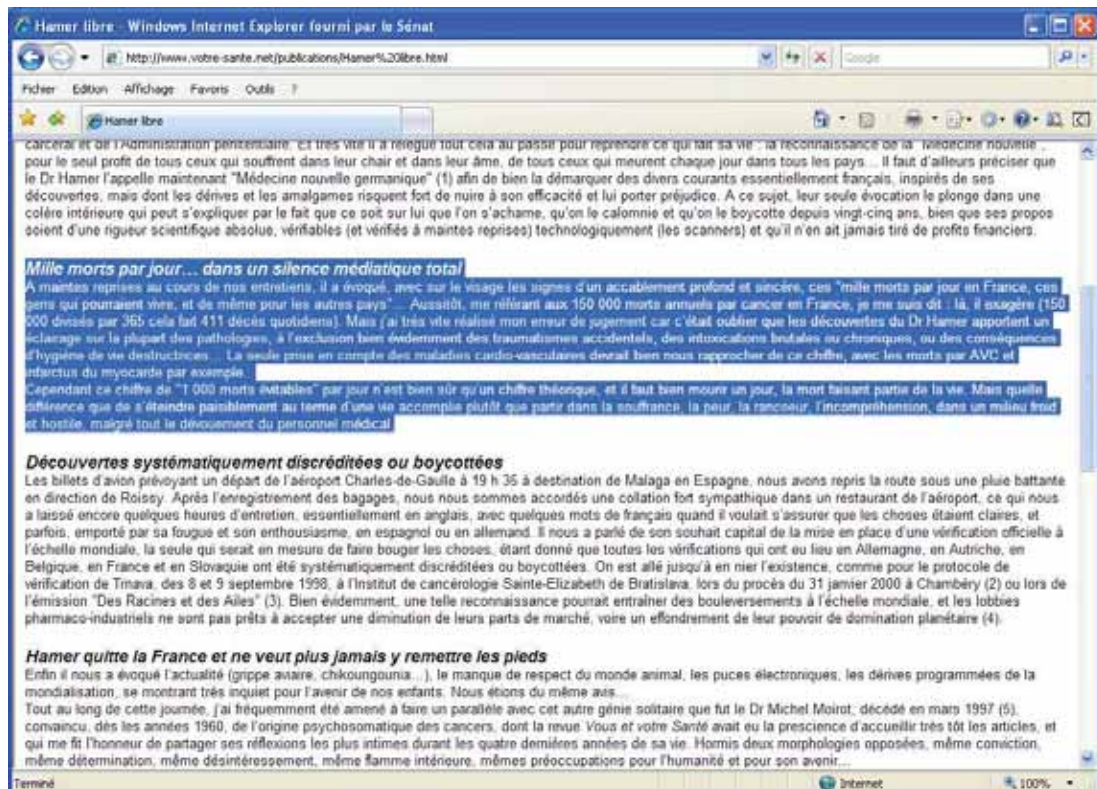 Hamer libre - Windows Internet Explorer fourni par le Sénat
http://www.votre-sante.net/publications/Hamer%20libre.html
Google
Fichier Edition Affichage Favoris Outils ?
Hamer libre
carcéral et de l'Administration pénitentiaire. Et très vite il a relégué tout cela au passé pour reprendre ce qui fait sa vie : la reconnaissance de la "Médecine nouvelle",
pour le seul profit de tous ceux qui souffrent dans leur chair et dans leur âme, de tous ceux qui meurent chaque jour dans tous les pays... Il faut d'ailleurs préciser que
le Dr Hamer l'appelle maintenant "Médecine nouvelle germanique" (1) afin de bien la démarquer des divers courants essentiellement français, inspirés de ses
découvertes, mais dont les dérives et les amalgames risquent fort de nuire à son efficacité et lui porter préjudice. A ce sujet, leur seule évocation le plonge dans une
colère intérieure qui peut s'expliquer par le fait que ce soit sur lui que l'on s'acharne, qu'on le calomnie et qu'on le boycotte depuis vingt-cinq ans, bien que ses propos
soient d'une rigueur scientifique absolue, vérifiables (et vérifiés à maintes reprises) technologiquement (les scanners) et qu'il n'en ait jamais tiré de profits financiers.
Mille morts par jour... dans un silence médiatique total
A maintes reprises au cours de nos entretiens, il a évoqué, avec sur le visage les signes d'un accablement profond et sincère, ces "mille morts par jour en France, ces
gens qui pourraient vivre, et de même pour les autres pays"... Aussitôt, me référant aux 150 000 morts annuels par cancer en France, je me suis dit : là, il exagère (150
000 divisés par 365 cela fait 411 décès quotidiens). Mais j'ai très vite réalisé mon erreur de jugement car c'était oublier que les découvertes du Dr Hamer apportent un
éclairage sur la plupart des pathologies, à l'exclusion bien évidemment des traumatismes accidentels, des intoxications brutales ou chroniques, ou des conséquences
d'hygiène de vie destructrices... La seule prise en compte des maladies cardio-vasculaires devrait bien nous rapprocher de ce chiffre, avec les morts par AVC et
infarctus du myocarde par exemple.
Cependant ce chiffre de "1 000 morts évitables" par jour n'est bien sûr qu'un chiffre théorique, et il faut bien mourir un jour, la mort faisant partie de la vie. Mais quelle
différence que de s'éteindre paisiblement au terme d'une vie accomplie plutôt que partir dans la souffrance, la peur, la rancoeur, l'incompréhension, dans un milieu froid
et hostile, malgré tout le dévouement du personnel médical.
Découvertes systématiquement discréditées ou boycottées
Les billets d'avion prévoyant un départ de l'aéroport Charles-de-Gaulle à 19 h 35 à destination de Malaga en Espagne, nous avons repris la route sous une pluie battante
en direction de Roissy. Après l'enregistrement des bagages, nous nous sommes accordés une collation fort sympathique dans un restaurant de l'aéroport, ce qui nous
a laissé encore quelques heures d'entretien, essentiellement en anglais, avec quelques mots de français quand il voulait s'assurer que les choses étaient claires, et
parfois, emporté par sa fougue et son enthousiasme, en espagnol ou en allemand. Il nous a parlé de son souhait capital de la mise en place d'une vérification officielle à
l'échelle mondiale, la seule qui serait en mesure de faire bouger les choses, étant donné que toutes les vérifications qui ont eu lieu en Allemagne, en Autriche, en
Belgique, en France et en Slovaquie ont été systématiquement discréditées ou boycottées. On est allé jusqu'à en nier l'existence, comme pour le protocole de
vérification de Trnava, des 8 et 9 septembre 1998, à l'Institut de cancérologie Sainte-Elizabeth de Bratislava, lors du procès du 31 janvier 2000 à Chambéry (2) ou lors de
l'émission "Des Racines et des Ailes" (3). Bien évidemment, une telle reconnaissance pourrait entraîner des bouleversements à l'échelle mondiale, et les lobbies
pharmaco-industriels ne sont pas prêts à accepter une diminution de leurs parts de marché, voire un effondrement de leur pouvoir de domination planétaire (4).
Hamer quitte la France et ne veut plus jamais y remettre les pieds
Enfin il nous a évoqué l'actualité (grippe aviaire, chikoungounia...), le manque de respect du monde animal, les puces électroniques, les dérives programmées de la
mondialisation, se montrant très inquiet pour l'avenir de nos enfants. Nous étions du même avis...
Tout au long de cette journée, j'ai fréquemment été amené à faire un parallèle avec cet autre génie solitaire que fut le Dr Michel Moirot, décédé en mars 1997 (5),
convaincu, dès les années 1960, de l'origine psychosomatique des cancers, dont la revue Vous et votre Santé avait eu la prescience d'accueillir très tôt les articles, et
qui me fit l'honneur de partager ses réflexions les plus intimes durant les quatre dernières années de sa vie. Hormis deux morphologies opposées, même conviction,
même détermination, même désintéressement, même flamme intérieure, mêmes préoccupations pour l'humanité et pour son avenir...
Terminé
Internet
100%